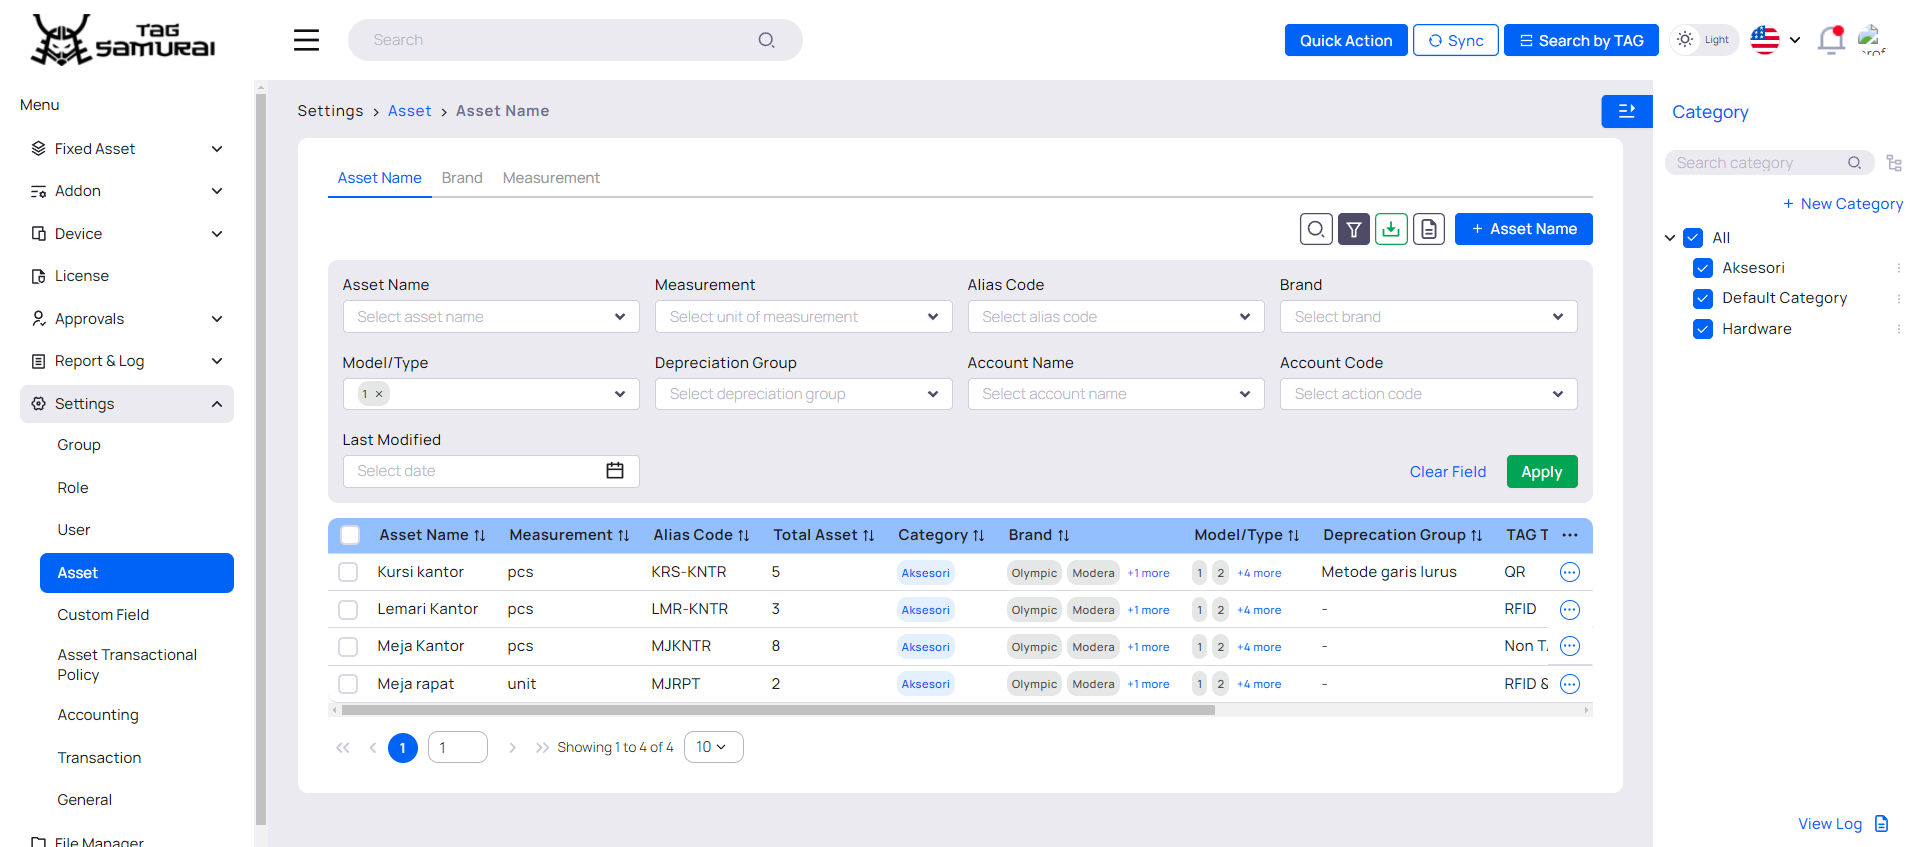 TAG
SAMURAI
Search
Quick Action
Sync
Search by TAG
Light
Menu
Fixed Asset
Addon
Device
License
Approvals
Report & Log
Settings
Group
Role
User
Asset
Custom Field
Asset Transactional
Policy
Accounting
Transaction
General
File Manager
Settings > Asset > Asset Name
Asset Name Brand Measurement
+ Asset Name
Asset Name Measurement Alias Code Brand
Select asset name Select unit of measurement Select alias code Select brand
Model/Type Depreciation Group Account Name Account Code
1 × Select depreciation group Select account name Select action code
Last Modified
Select date
Clear Field Apply
Asset Name Measurement Alias Code Total Asset Category Brand Model/Type Deprecation Group TAG T ...
Kursi kantor pcs KRS-KNTR 5 Aksesori Olympic Modera +1 more 1 2 +4 more Metode garis lurus QR
Lemari Kantor pcs LMR-KNTR 3 Aksesori Olympic Modera +1 more 1 2 +4 more - RFID
Meja Kantor pcs MJKNTR 8 Aksesori Olympic Modera +1 more 1 2 +4 more - Non T
Meja rapat unit MJRPT 2 Aksesori Olympic Modera +1 more 1 2 +4 more - RFID &
1 1 Showing 1 to 4 of 4 10
Category
Search category
+ New Category
All
Aksesori
Default Category
Hardware
View Log